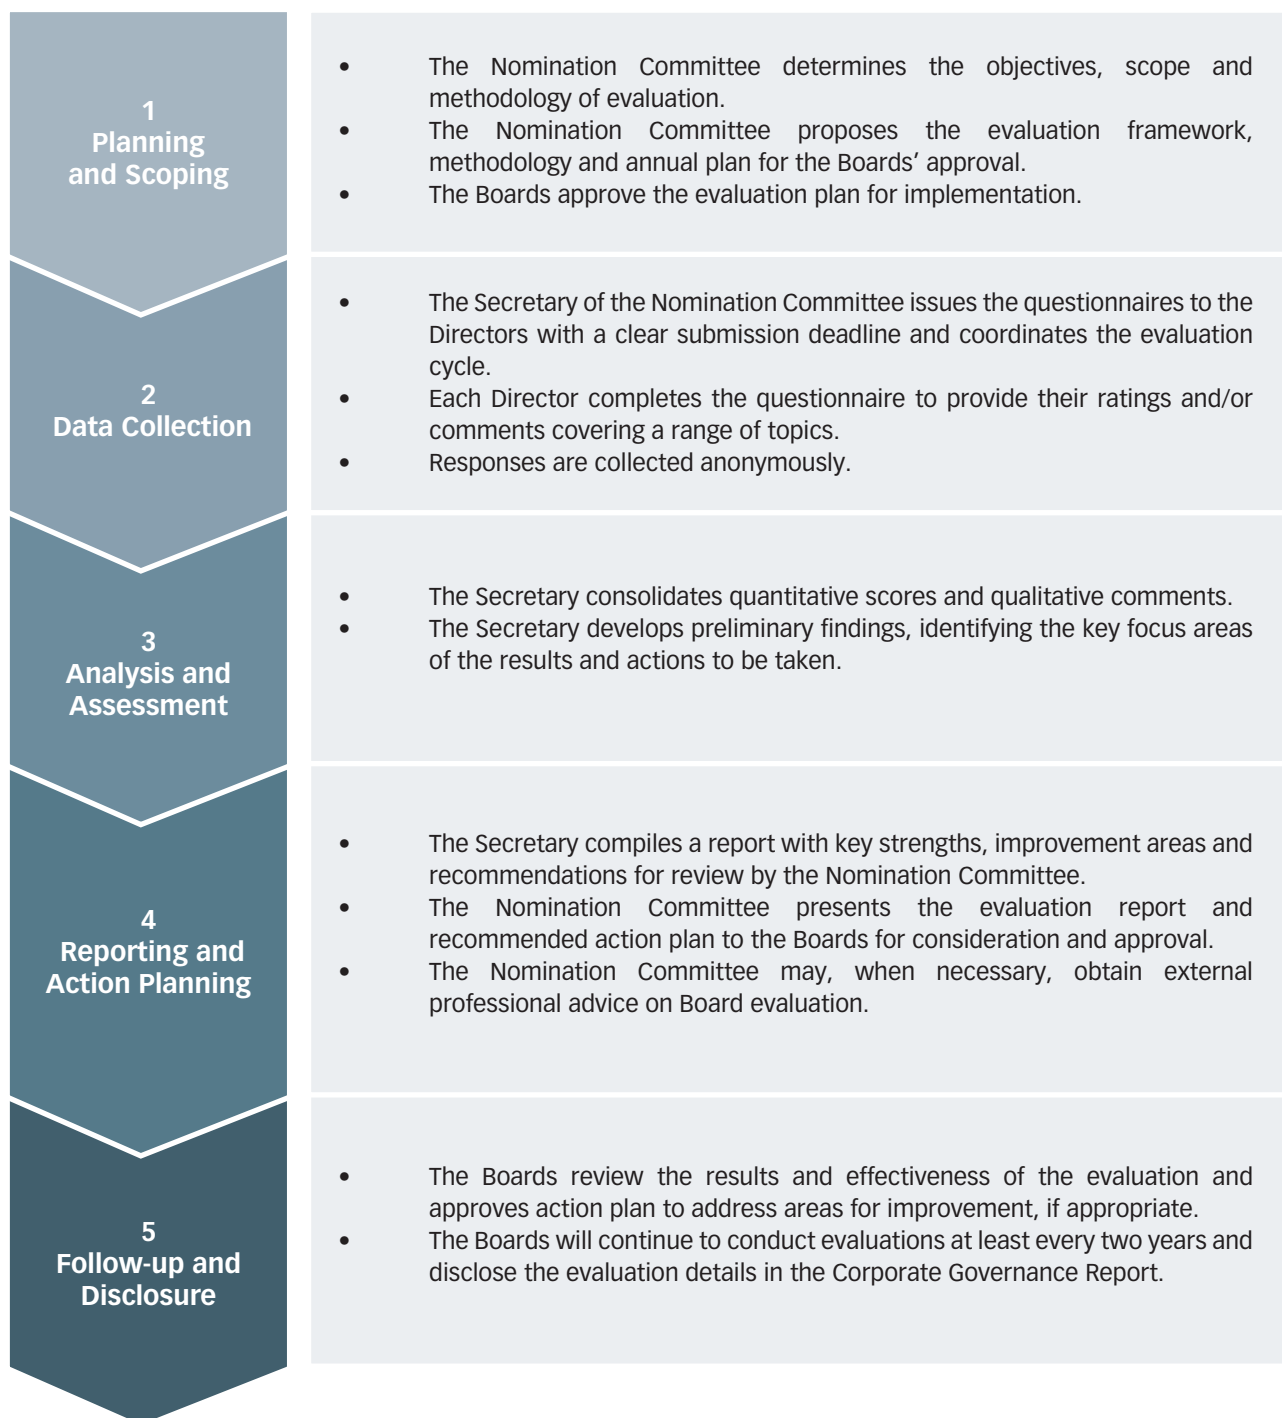 1
Planning
and Scoping
• The Nomination Committee determines the objectives, scope and
methodology of evaluation.
• The Nomination Committee proposes the evaluation framework,
methodology and annual plan for the Boards’ approval.
• The Boards approve the evaluation plan for implementation.
2
Data Collection
• The Secretary of the Nomination Committee issues the questionnaires to the
Directors with a clear submission deadline and coordinates the evaluation
cycle.
• Each Director completes the questionnaire to provide their ratings and/or
comments covering a range of topics.
• Responses are collected anonymously.
3
Analysis and
Assessment
• The Secretary consolidates quantitative scores and qualitative comments.
• The Secretary develops preliminary findings, identifying the key focus areas
of the results and actions to be taken.
4
Reporting and
Action Planning
• The Secretary compiles a report with key strengths, improvement areas and
recommendations for review by the Nomination Committee.
• The Nomination Committee presents the evaluation report and
recommended action plan to the Boards for consideration and approval.
• The Nomination Committee may, when necessary, obtain external
professional advice on Board evaluation.
5
Follow-up and
Disclosure
• The Boards review the results and effectiveness of the evaluation and
approves action plan to address areas for improvement, if appropriate.
• The Boards will continue to conduct evaluations at least every two years and
disclose the evaluation details in the Corporate Governance Report.